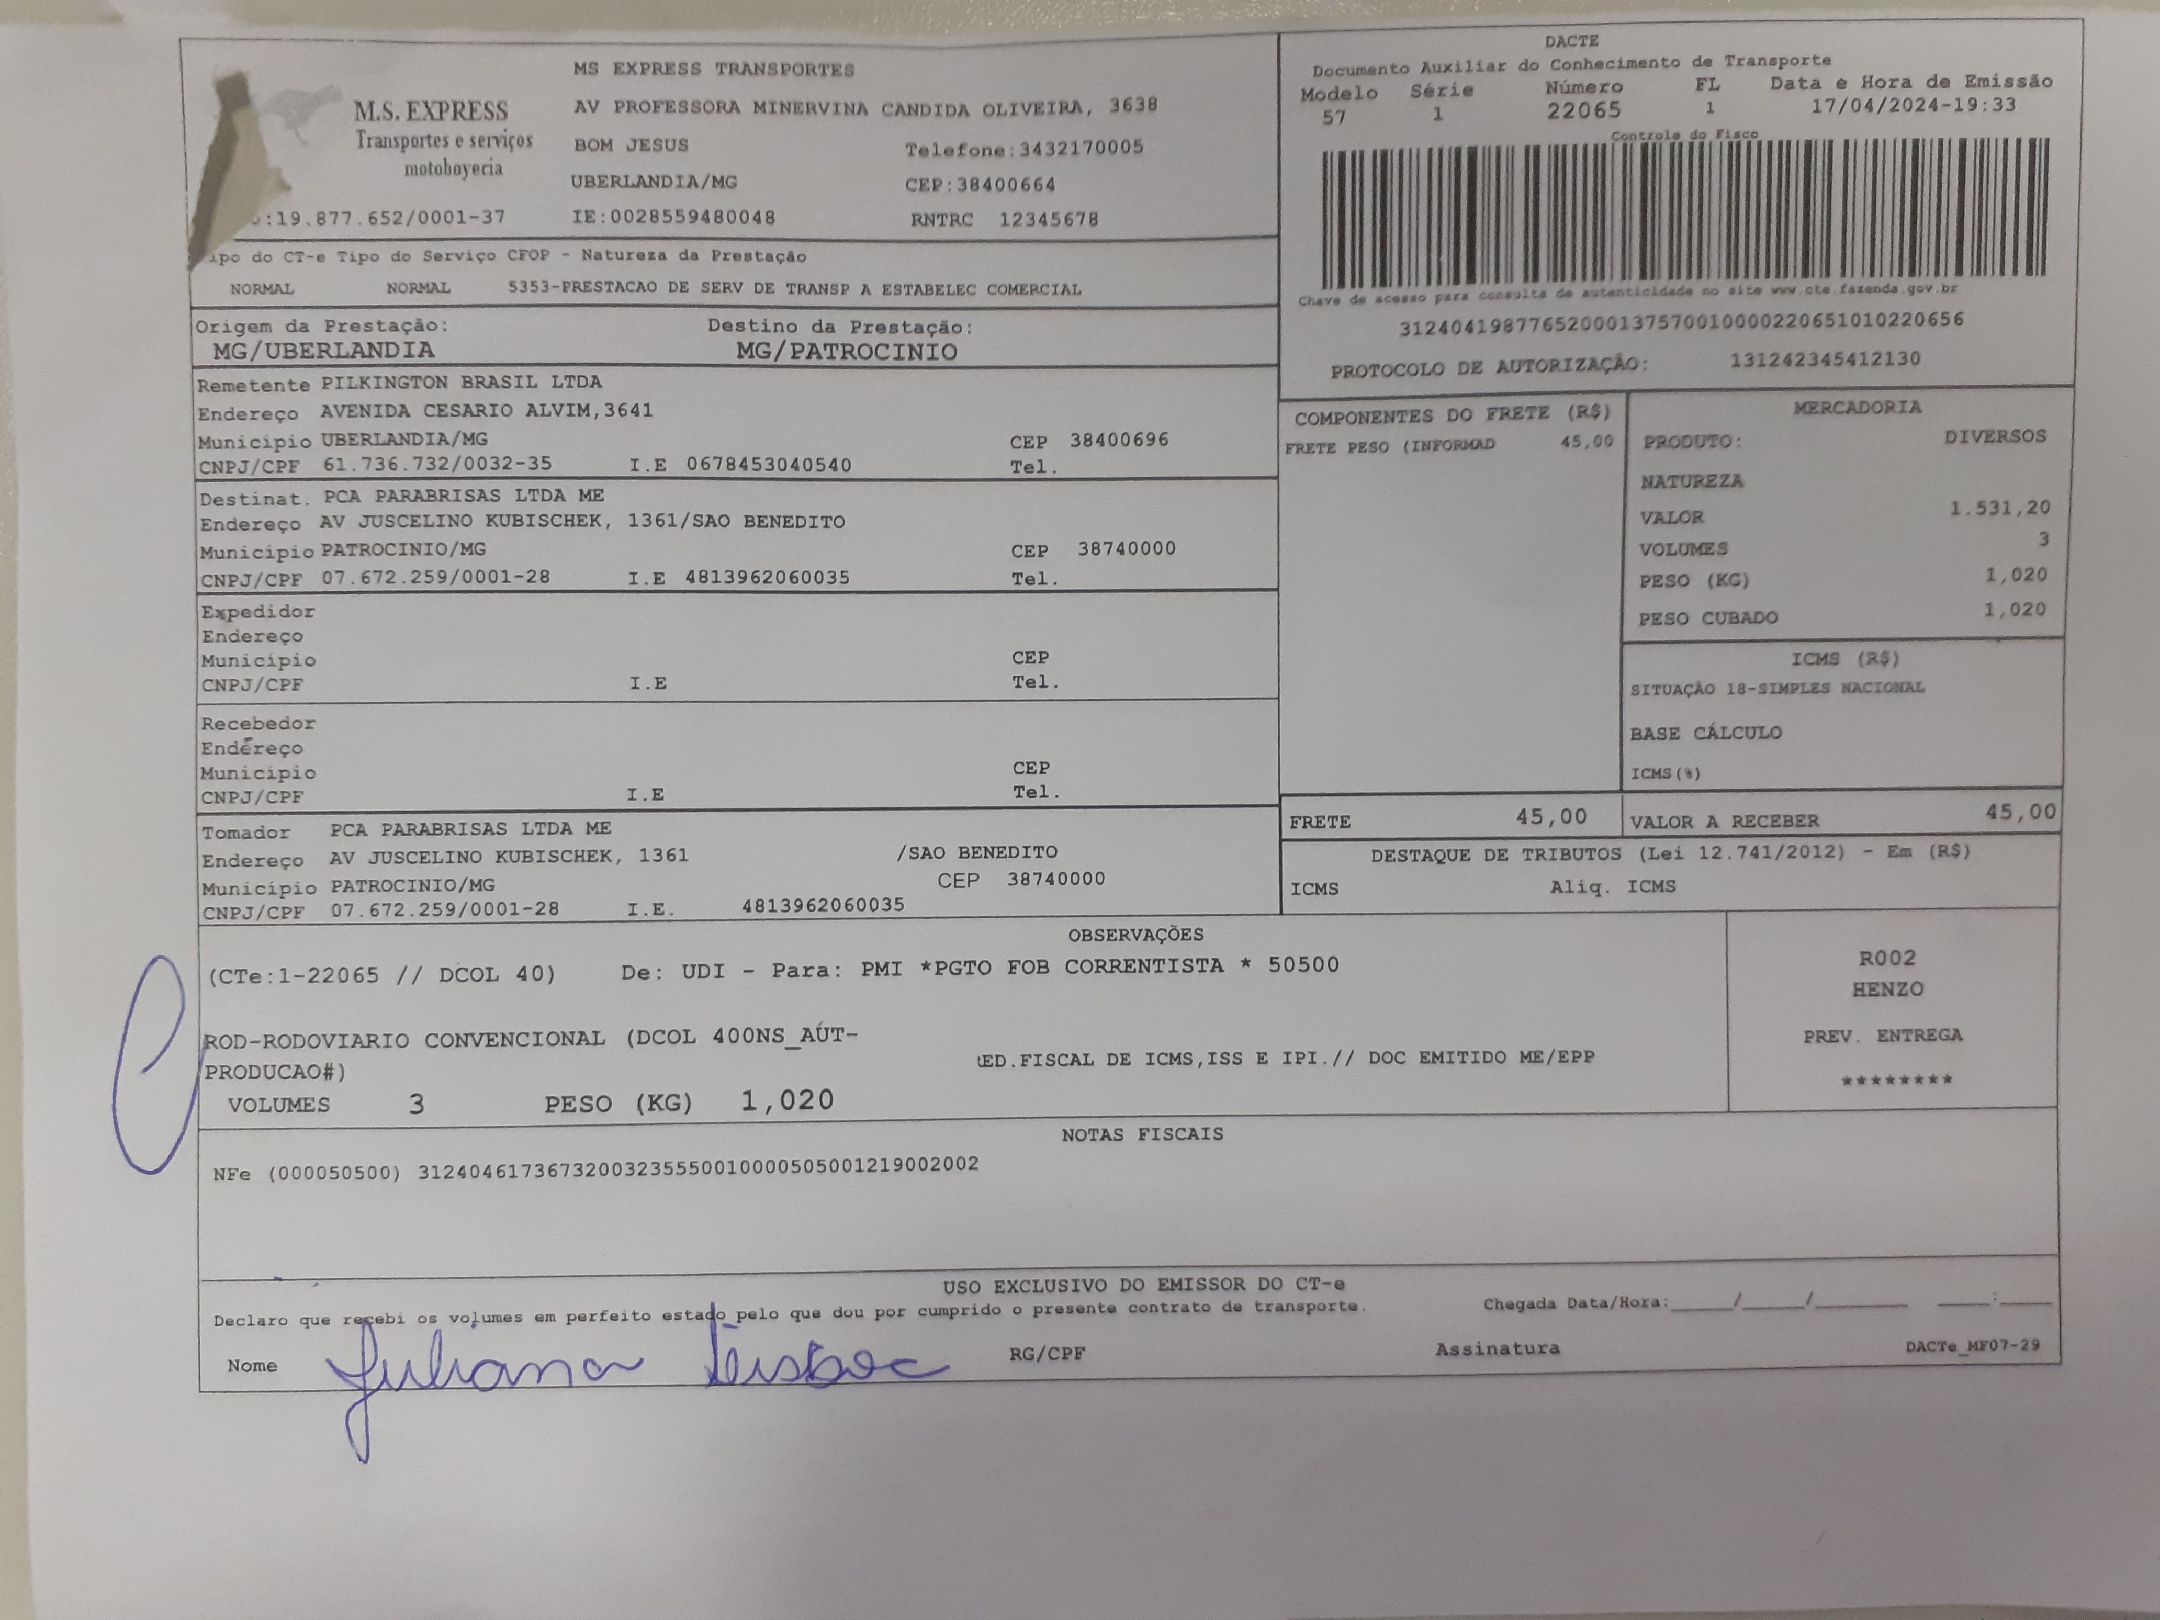 M.S. EXPRESS
Transportes e serviços
motoboyeria
:19.877.652/0001-37
MS EXPRESS TRANSPORTES
AV PROFESSORA MINERVINA CANDIDA OLIVEIRA, 3638
BOM JESUS Telefone:3432170005
UBERLANDIA/MG CEP:38400664
IE:0028559480048 RNTRC 12345678
DACTE
Documento Auxiliar do Conhecimento de Transporte
Modelo Série Número FL Data e Hora de Emissão
57 1 22065 1 17/04/2024-19:33
Controle do Fisco
Chave de acesso para consulta de autenticidade no site www.cte.fazenda.gov.br
31240419877652000137570010000220651010220656
PROTOCOLO DE AUTORIZAÇÃO: 131242345412130
ipo do CT-e Tipo do Serviço CFOP - Natureza da Prestação
NORMAL NORMAL 5353-PRESTACAO DE SERV DE TRANSP A ESTABELEC COMERCIAL
Origem da Prestação: Destino da Prestação:
MG/UBERLANDIA MG/PATROCINIO
Remetente PILKINGTON BRASIL LTDA
Endereço AVENIDA CESARIO ALVIM,3641
Município UBERLANDIA/MG CEP 38400696
CNPJ/CPF 61.736.732/0032-35 I.E 0678453040540 Tel.
Destinat. PCA PARABRISAS LTDA ME
Endereço AV JUSCELINO KUBISCHEK, 1361/SAO BENEDITO
Município PATROCINIO/MG CEP 38740000
CNPJ/CPF 07.672.259/0001-28 I.E 4813962060035 Tel.
Expedidor
Endereço
Município CEP
CNPJ/CPF I.E Tel.
Recebedor
Endereço
Município CEP
CNPJ/CPF I.E Tel.
Tomador PCA PARABRISAS LTDA ME
Endereço AV JUSCELINO KUBISCHEK, 1361 /SAO BENEDITO
Município PATROCINIO/MG CEP 38740000
CNPJ/CPF 07.672.259/0001-28 I.E. 4813962060035
COMPONENTES DO FRETE (R$)
FRETE PESO (INFORMAD 45,00
MERCADORIA
PRODUTO: DIVERSOS
NATUREZA
VALOR 1.531,20
VOLUMES 3
PESO (KG) 1,020
PESO CUBADO 1,020
ICMS (R$)
SITUAÇÃO 18-SIMPLES NACIONAL
BASE CÁLCULO
ICMS(%)
FRETE 45,00 VALOR A RECEBER 45,00
DESTAQUE DE TRIBUTOS (Lei 12.741/2012) - Em (R$)
ICMS Aliq. ICMS
OBSERVAÇÕES
(CTe:1-22065 // DCOL 40) De: UDI - Para: PMI *PGTO FOB CORRENTISTA * 50500
ROD-RODOVIARIO CONVENCIONAL (DCOL 400NS_AUT-
PRODUCAO#) ED.FISCAL DE ICMS,ISS E IPI.// DOC EMITIDO ME/EPP
VOLUMES 3 PESO (KG) 1,020
R002
HENZO
PREV. ENTREGA
********
NOTAS FISCAIS
NFe (000050500) 31240461736732003235550010000505001219002002
USO EXCLUSIVO DO EMISSOR DO CT-e
Declaro que recebi os volumes em perfeito estado pelo que dou por cumprido o presente contrato de transporte. Chegada Data/Hora:_____/_____/________ _____:_____
Nome Juliana RG/CPF Assinatura DACTe_MF07-29